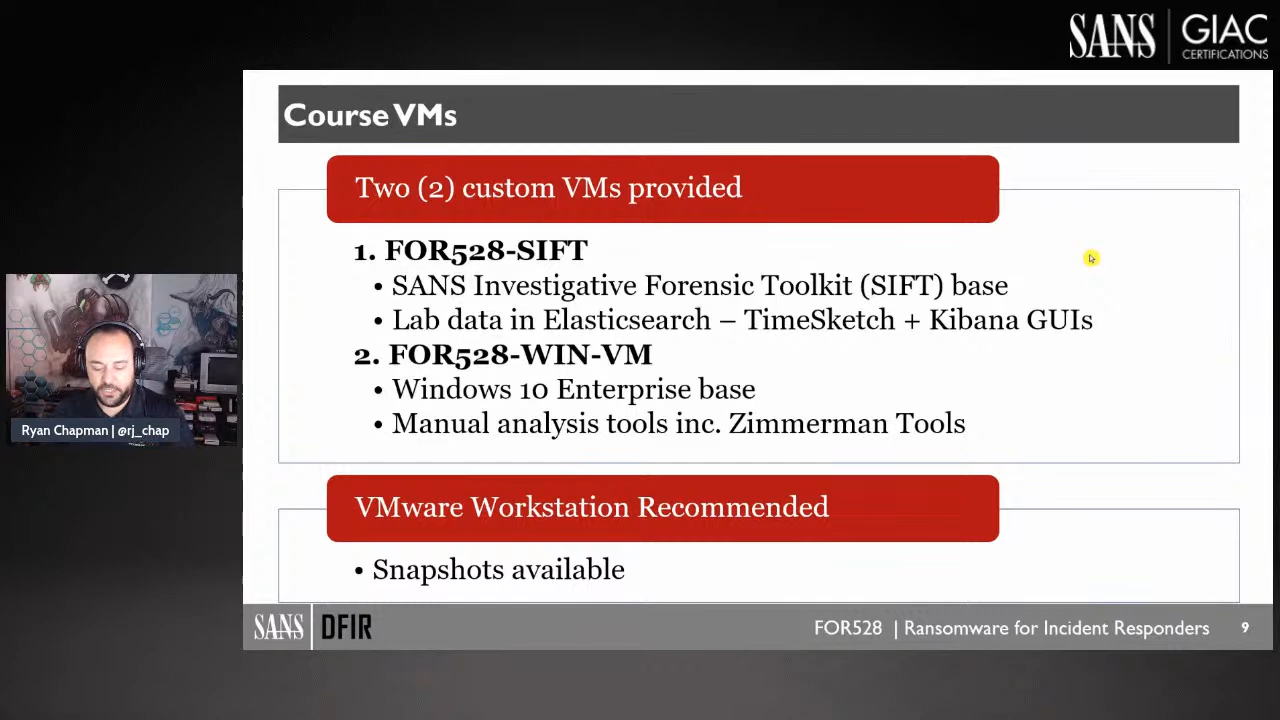 SANS
GIAC
CERTIFICATIONS
Course VMs
Two (2) custom VMs provided
1. FOR528-SIFT
• SANS Investigative Forensic Toolkit (SIFT) base
• Lab data in Elasticsearch – TimeSketch + Kibana GUIs
2. FOR528-WIN-VM
• Windows 10 Enterprise base
• Manual analysis tools inc. Zimmerman Tools
Ryan Chapman | @rj_chap
VMware Workstation Recommended
• Snapshots available
SANS DFIR
FOR528 | Ransomware for Incident Responders 9